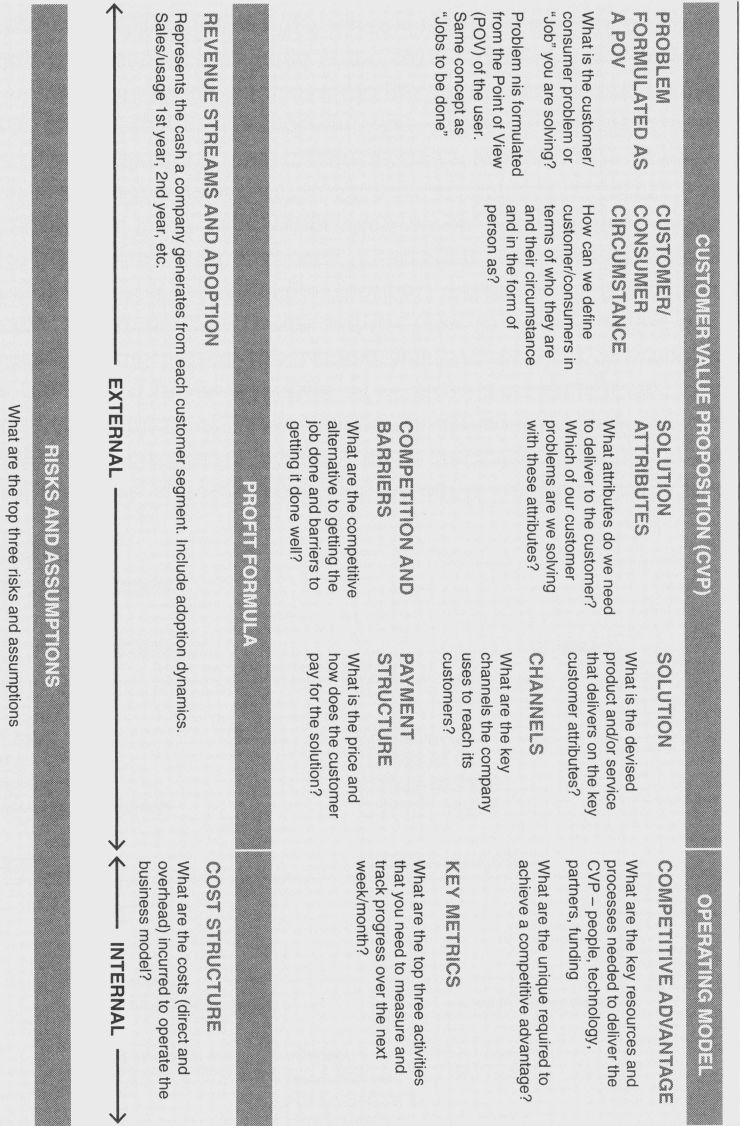 CUSTOMER VALUE PROPOSITION (CVP)
OPERATING MODEL
PROBLEM
FORMULATED AS
A POV
What is the customer/
consumer problem or
“Job” you are solving?
Problem nis formulated
from the Point of View
(POV) of the user.
Same concept as
“Jobs to be done”
CUSTOMER/
CONSUMER
CIRCUMSTANCE
How can we define
customer/consumers in
terms of who they are
and their circumstance
and in the form of
person as?
SOLUTION
ATTRIBUTES
What attributes do we need
to deliver to the customer?
Which of our customer
problems are we solving
with these attributes?
COMPETITION AND
BARRIERS
What are the competitive
alternative to getting the
job done and barriers to
getting it done well?
SOLUTION
What is the devised
product and/or service
that delivers on the key
customer attributes?
CHANNELS
What are the key
channels the company
uses to reach its
customers?
PAYMENT
STRUCTURE
What is the price and
how does the customer
pay for the solution?
COMPETITIVE ADVANTAGE
What are the key resources and
processes needed to deliver the
CVP – people, technology,
partners, funding
What are the unique required to
achieve a competitive advantage?
KEY METRICS
What are the top three activities
that you need to measure and
track progress over the next
week/month?
PROFIT FORMULA
REVENUE STREAMS AND ADOPTION
Represents the cash a company generates from each customer segment. Include adoption dynamics.
Sales/usage 1st year, 2nd year, etc.
COST STRUCTURE
What are the costs (direct and
overhead) incurred to operate the
business model?
EXTERNAL
INTERNAL
RISKS AND ASSUMPTIONS
What are the top three risks and assumptions